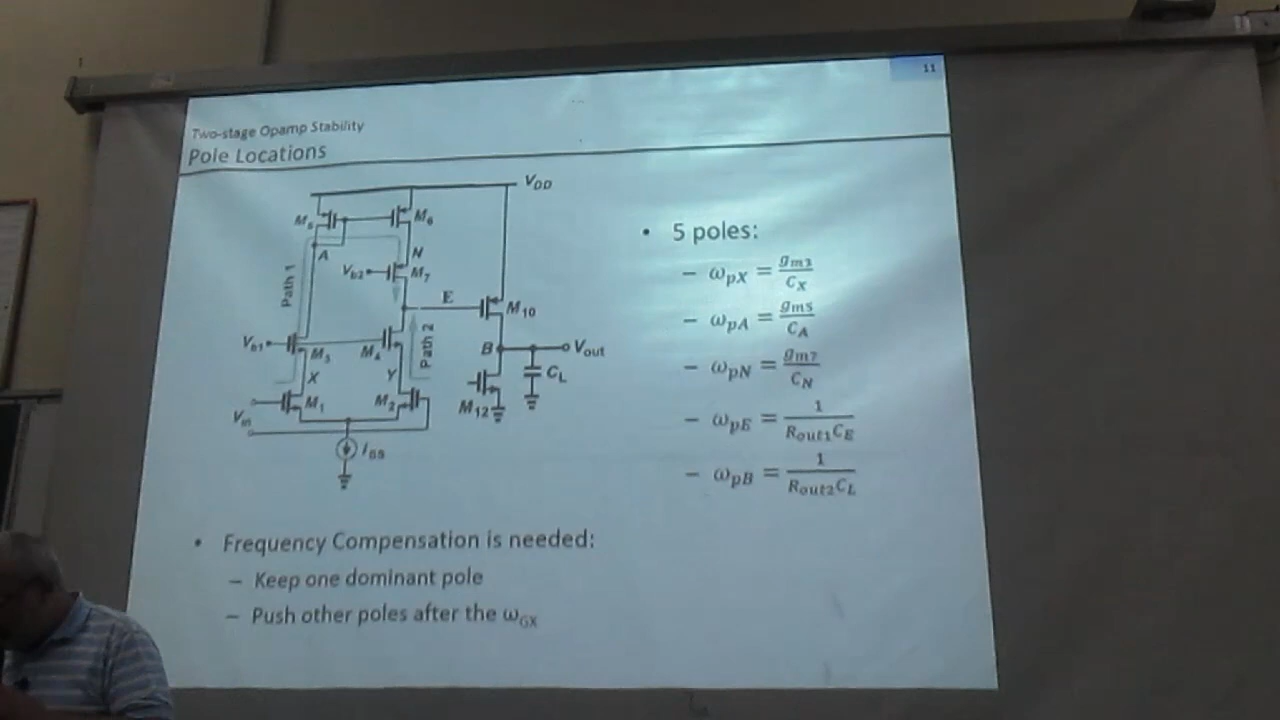 11
Two-stage Opamp Stability
Pole Locations
VDD
M5
M6
A
N
Vb2
M7
Path 1
E
M10
Vb1
M3
M4
Path 2
B
Vout
X
Y
CL
M1
M2
M12
Vin
ISS
• 5 poles:
– ωpX = gm3/CX
– ωpA = gm5/CA
– ωpN = gm7/CN
– ωpE = 1/Rout1CE
– ωpB = 1/Rout2CL
• Frequency Compensation is needed:
– Keep one dominant pole
– Push other poles after the ωGX